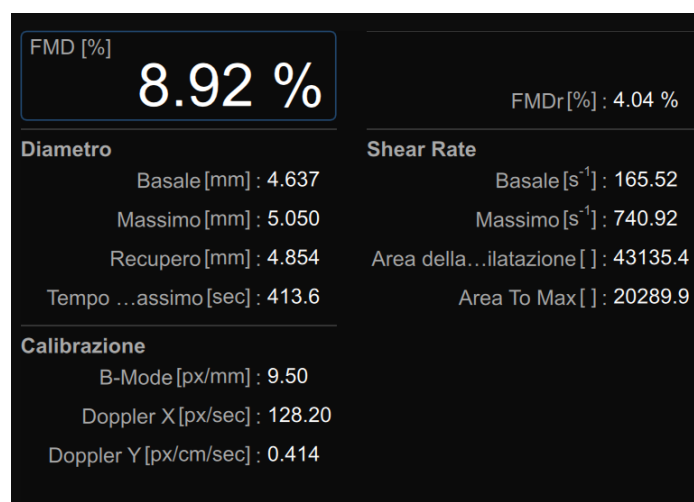 FMD [%]
8.92 %
FMDr [%] : 4.04 %
Diametro
Basale [mm] : 4.637
Massimo [mm] : 5.050
Recupero [mm] : 4.854
Tempo ...assimo [sec] : 413.6
Shear Rate
Basale [s⁻¹] : 165.52
Massimo [s⁻¹] : 740.92
Area della...ilatazione [ ] : 43135.4
Area To Max [ ] : 20289.9
Calibrazione
B-Mode [px/mm] : 9.50
Doppler X [px/sec] : 128.20
Doppler Y [px/cm/sec] : 0.414